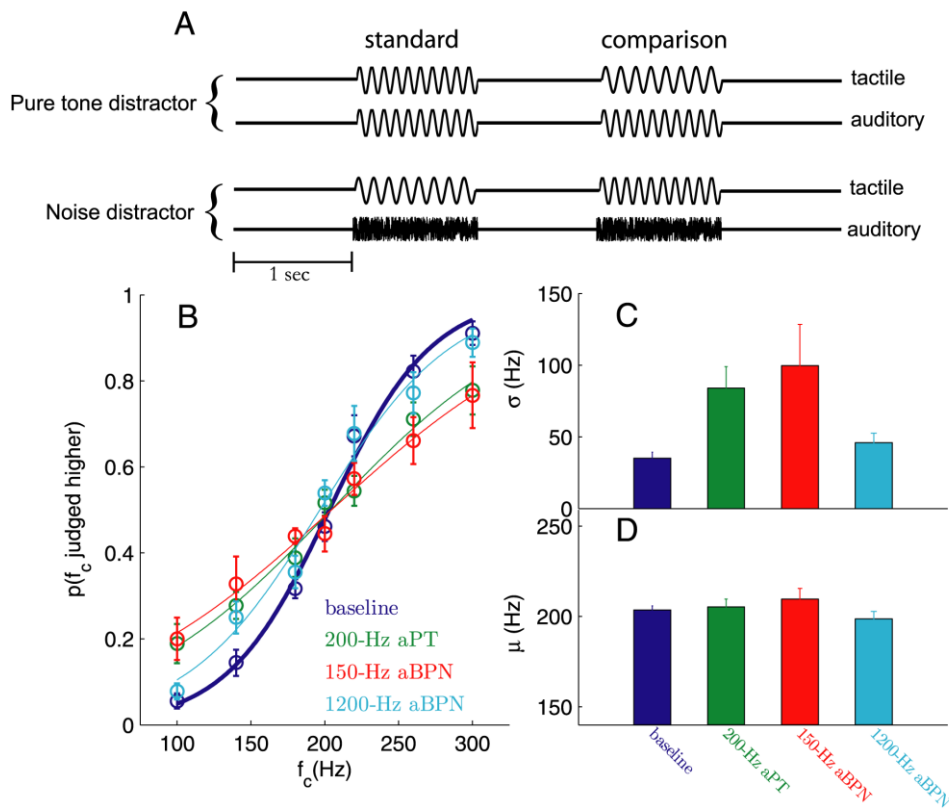 A
standard comparison
Pure tone distractor
tactile
auditory
Noise distractor
tactile
auditory
1 sec
B
p(f_c judged higher)
1
0.8
0.6
0.4
0.2
0
baseline
200-Hz aPT
150-Hz aBPN
1200-Hz aBPN
100 150 200 250 300
f_c(Hz)
C
σ (Hz)
150
100
50
0
D
μ (Hz)
250
200
150
baseline
200-Hz aPT
150-Hz aBPN
1200-Hz aBPN